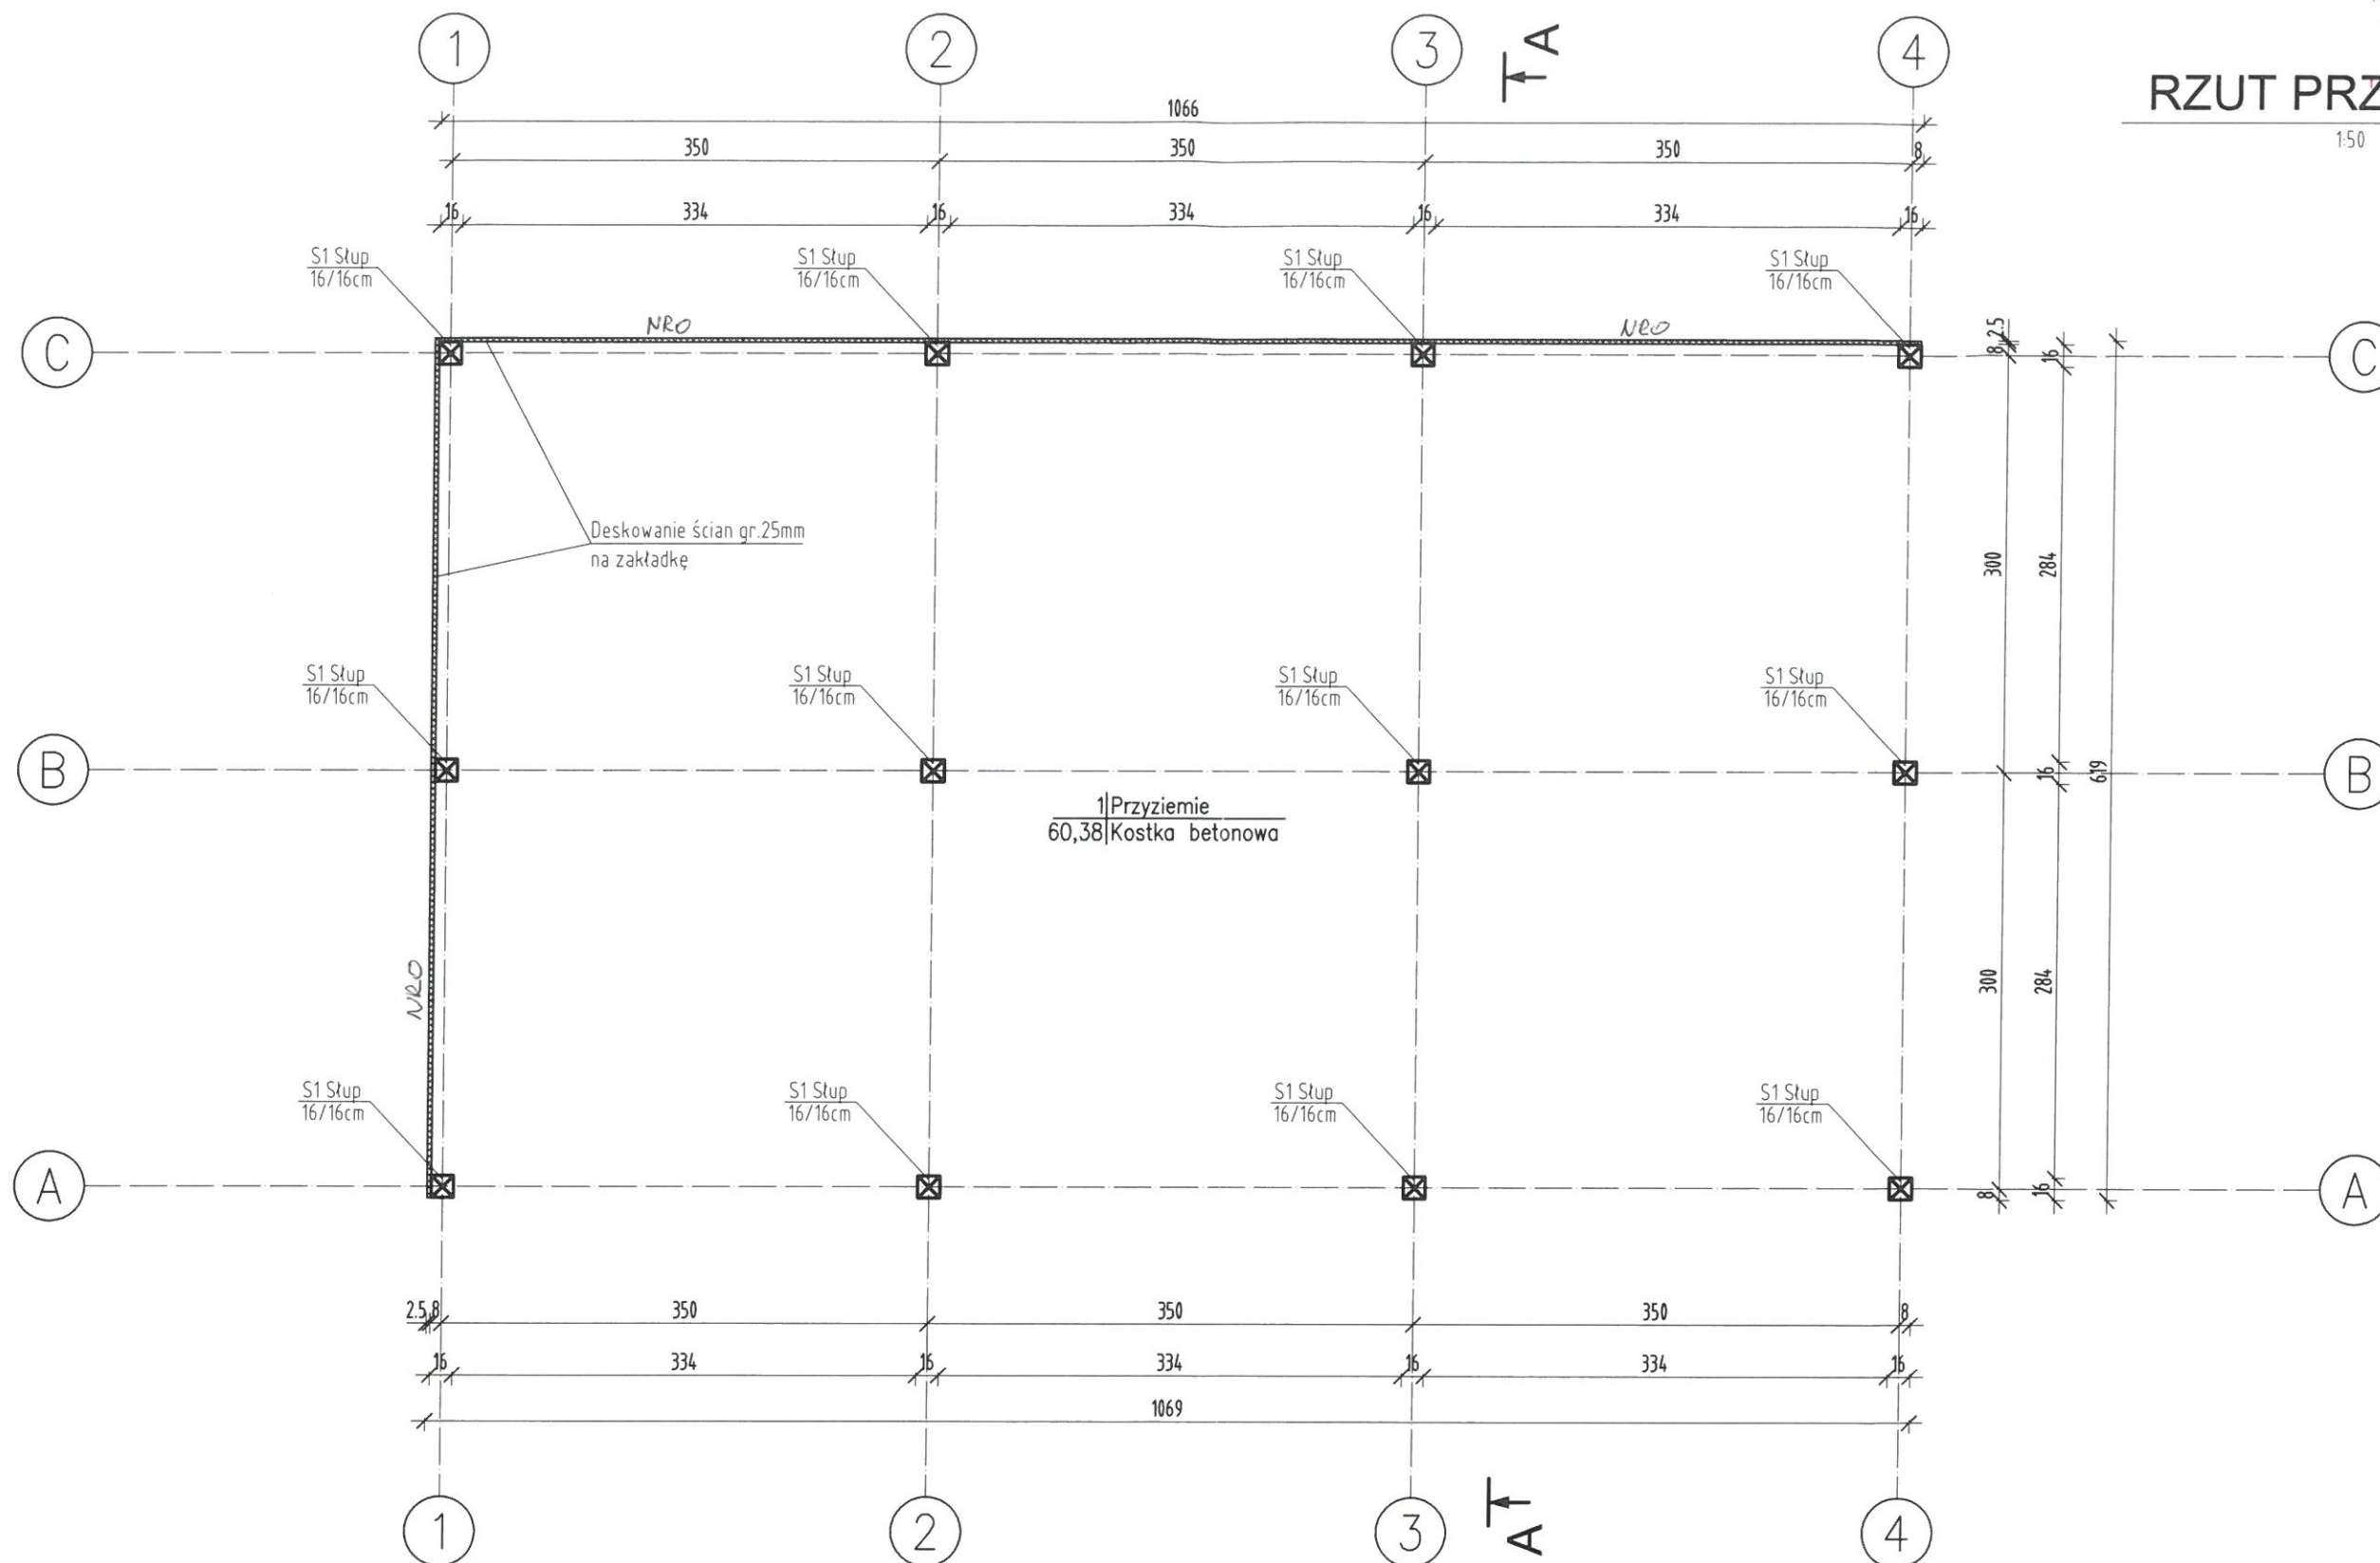 1
2
3
A
4
RZUT PRZ
1:50
1066
350
350
350
8
16
334
16
334
16
334
16
S1 Słup
16/16cm
S1 Słup
16/16cm
S1 Słup
16/16cm
S1 Słup
16/16cm
NRO
NRO
C
C
2.5
8
16
Deskowanie ścian gr.25mm
na zakładkę
300
284
S1 Słup
16/16cm
S1 Słup
16/16cm
S1 Słup
16/16cm
S1 Słup
16/16cm
B
B
16
619
1 Przyziemie
60,38 Kostka betonowa
NRO
300
284
S1 Słup
16/16cm
S1 Słup
16/16cm
S1 Słup
16/16cm
S1 Słup
16/16cm
A
A
8
16
2.5 8
350
350
350
8
16
334
16
334
16
334
16
1069
1
2
3
A
4